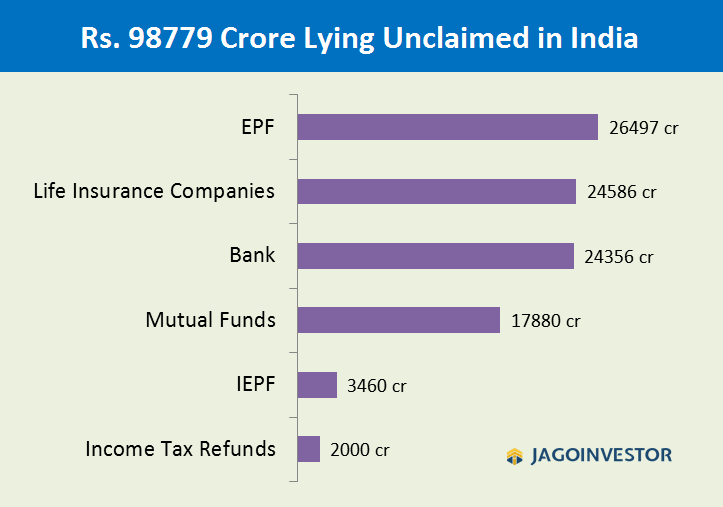 Rs. 98779 Crore Lying Unclaimed in India
EPF 26497 cr
Life Insurance Companies 24586 cr
Bank 24356 cr
Mutual Funds 17880 cr
IEPF 3460 cr
Income Tax Refunds 2000 cr
JAGOINVESTOR